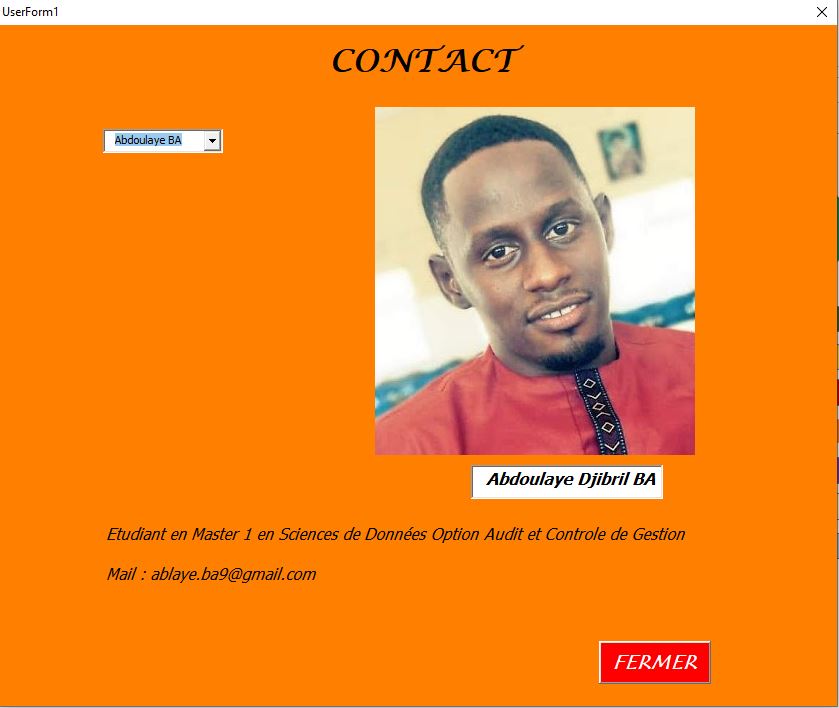 UserForm1
CONTACT
Abdoulaye BA
Abdoulaye Djibril BA
Etudiant en Master 1 en Sciences de Données Option Audit et Controle de Gestion
Mail : ablaye.ba9@gmail.com
FERMER